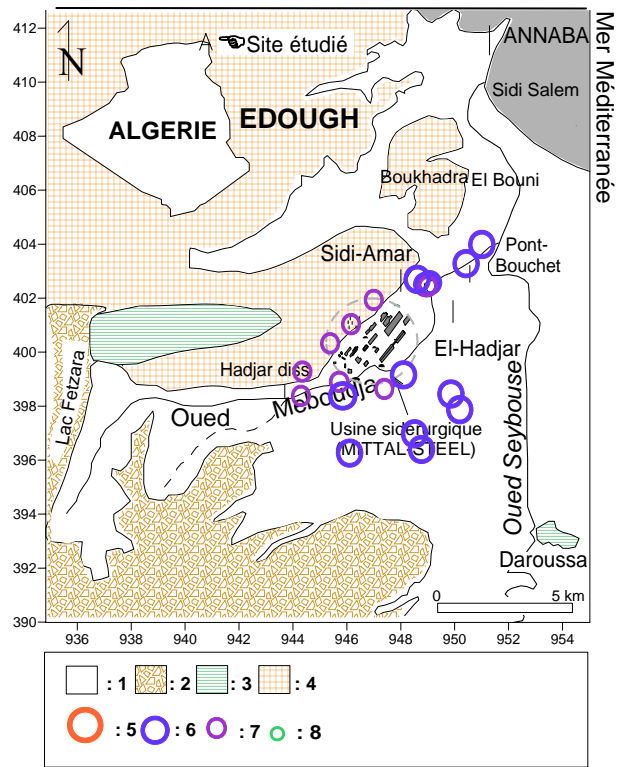 412
410
408
406
404
402
400
398
396
394
392
390
936
938
940
942
944
946
948
950
952
954
N
Site étudié
ANNABA
Mer Méditerranée
Sidi Salem
ALGERIE
EDOUGH
Boukhadra
El Bouni
Sidi-Amar
Pont-
Bouchet
El-Hadjar
Hadjar diss
Lac Fetzara
Oued
Meboudja
Usine sidérurgique
(MITTAL-STEEL)
Oued Seybouse
Daroussa
0
5 km
: 1
: 2
: 3
: 4
: 5
: 6
: 7
: 8